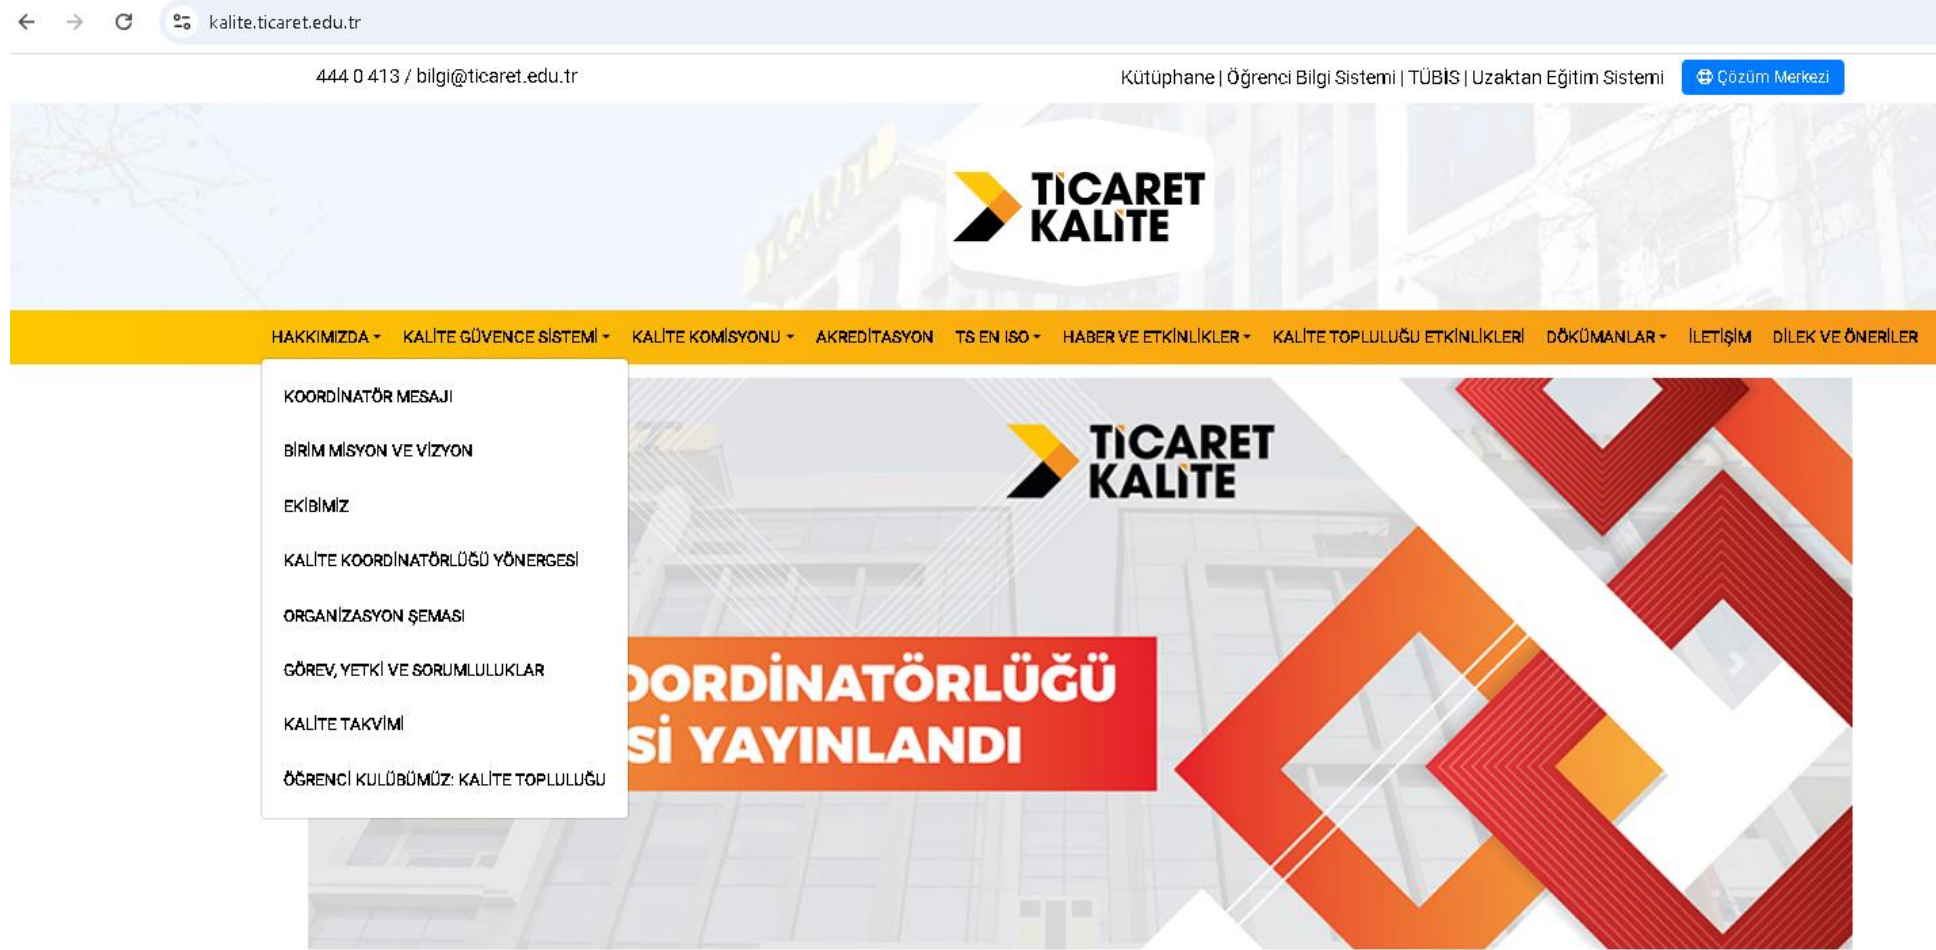 kalite.ticaret.edu.tr
444 0 413 / bilgi@ticaret.edu.tr
Kütüphane | Öğrenci Bilgi Sistemi | TÜBİS | Uzaktan Eğitim Sistemi
Çözüm Merkezi
TİCARET
KALİTE
HAKKIMIZDA
KALİTE GÜVENCE SİSTEMİ
KALİTE KOMİSYONU
AKREDİTASYON
TS EN ISO
HABER VE ETKİNLİKLER
KALİTE TOPLULUĞU ETKİNLİKLERİ
DÖKÜMANLAR
İLETİŞİM
DİLEK VE ÖNERİLER
KOORDİNATÖR MESAJI
BİRİM MİSYON VE VİZYON
EKİBİMİZ
KALİTE KOORDİNATÖRLÜĞÜ YÖNERGESİ
ORGANİZASYON ŞEMASI
GÖREV, YETKİ VE SORUMLULUKLAR
KALİTE TAKVİMİ
ÖĞRENCİ KULÜBÜMÜZ: KALİTE TOPLULUĞU
TİCARET
KALİTE
OORDİNATÖRLÜĞÜ
Sİ YAYINLANDI